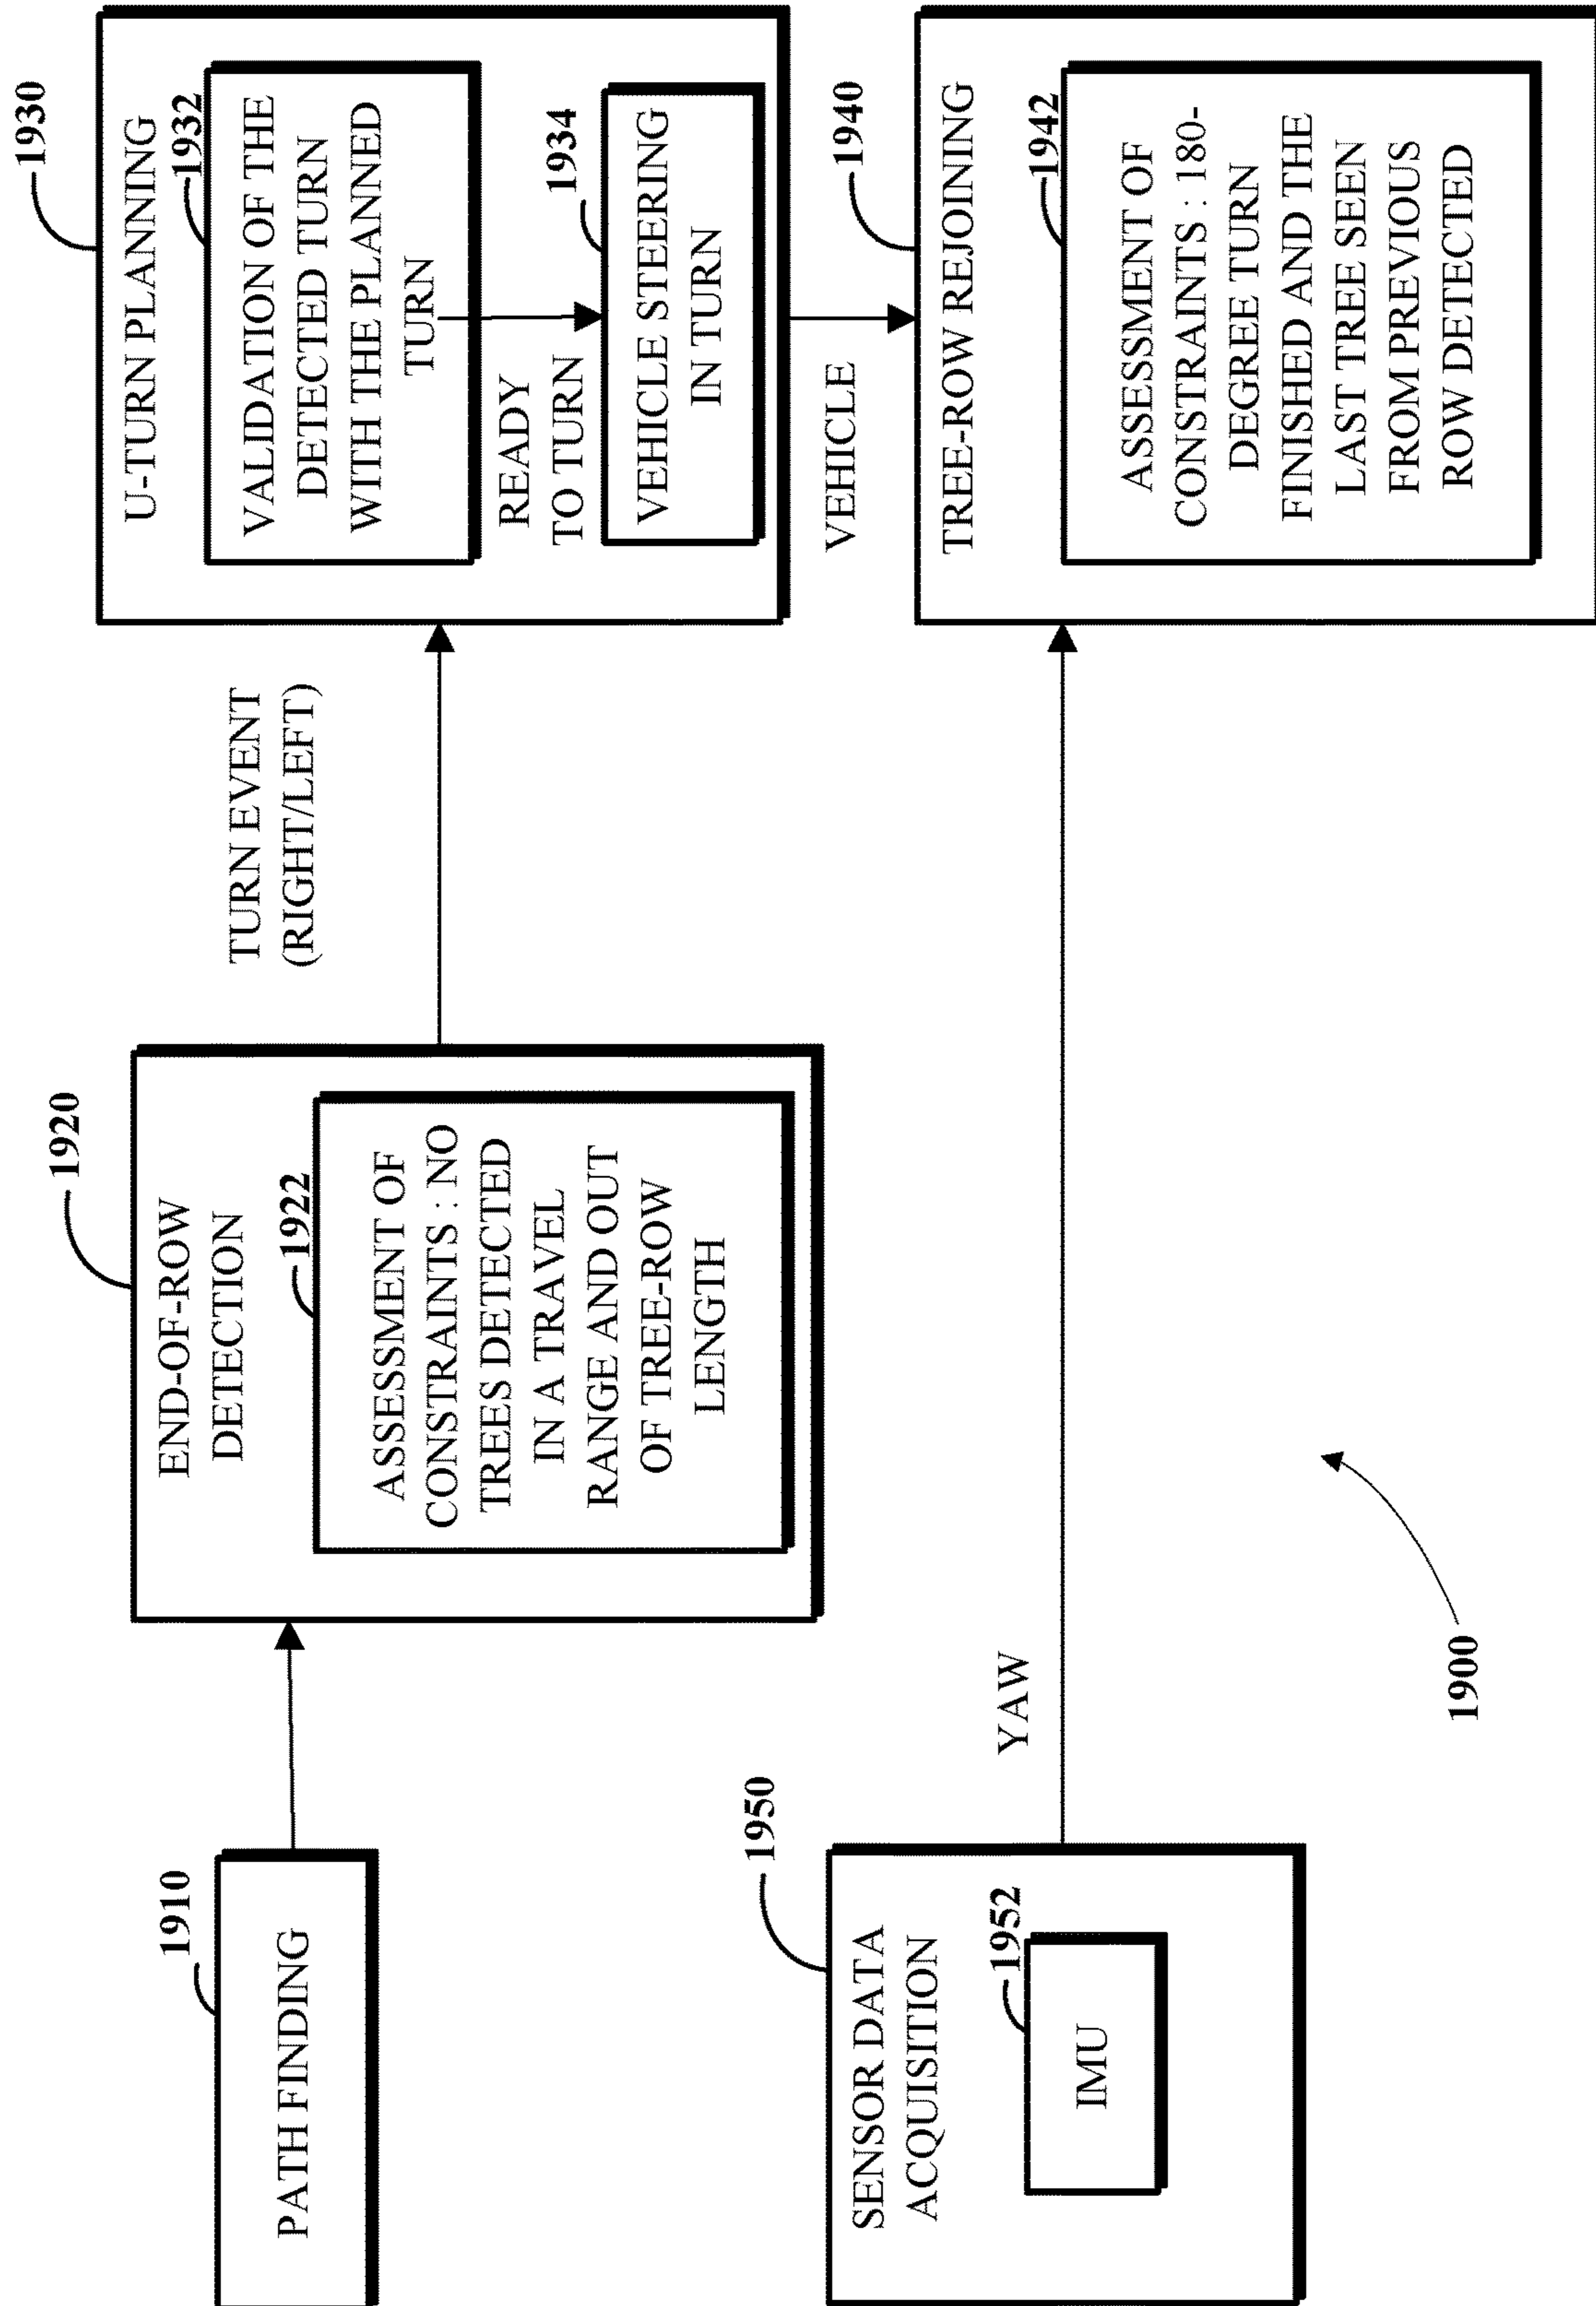 1910
PATH FINDING
1920
END-OF-ROW
DETECTION
1922
ASSESSMENT OF
CONSTRAINTS : NO
TREES DETECTED
IN A TRAVEL
RANGE AND OUT
OF TREE-ROW
LENGTH
TURN EVENT
(RIGHT/LEFT)
1930
U-TURN PLANNING
1932
VALIDATION OF THE
DETECTED TURN
WITH THE PLANNED
TURN
READY
TO TURN
1934
VEHICLE STEERING
IN TURN
VEHICLE
1940
TREE-ROW REJOINING
1942
ASSESSMENT OF
CONSTRAINTS : 180-
DEGREE TURN
FINISHED AND THE
LAST TREE SEEN
FROM PREVIOUS
ROW DETECTED
1950
SENSOR DATA
ACQUISITION
1952
IMU
YAW
1900